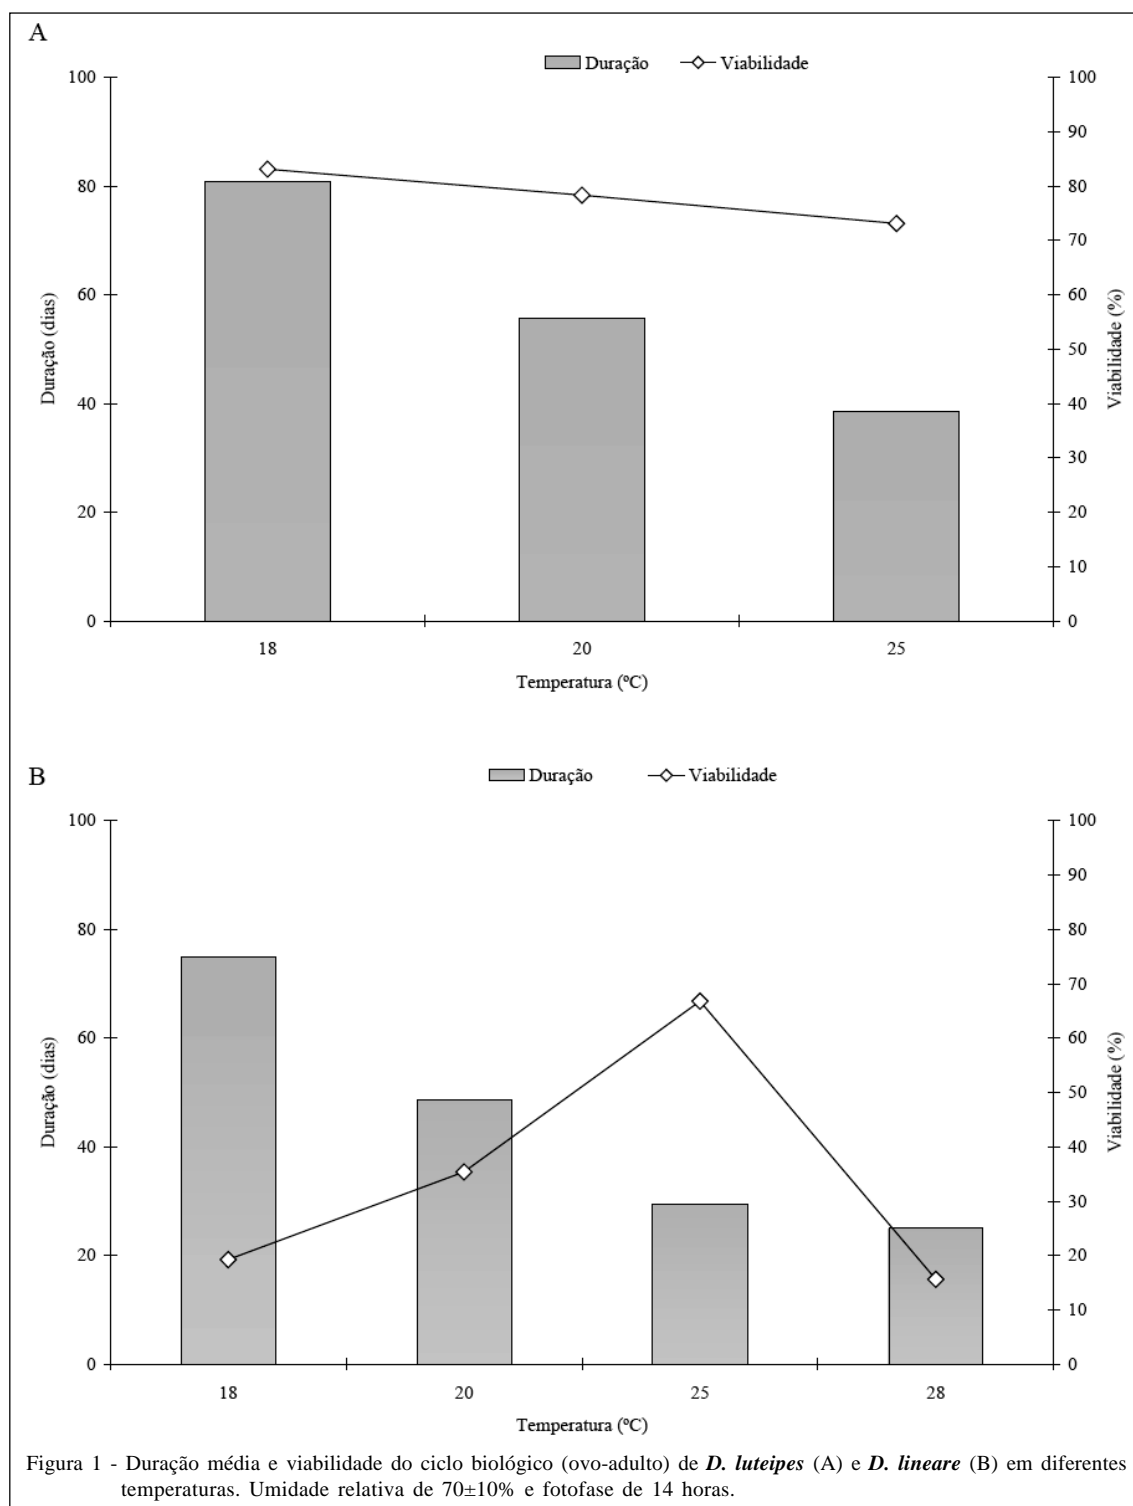 A
Duração Viabilidade
100 100
90
80 80
70
60 60
50
40 40
30
20 20
10
0 0
Duração (dias)
Viabilidade (%)
18 20 25
Temperatura (ºC)
B
Duração Viabilidade
100 100
90
80 80
70
60 60
50
40 40
30
20 20
10
0 0
Duração (dias)
Viabilidade (%)
18 20 25 28
Temperatura (ºC)
Figura 1 - Duração média e viabilidade do ciclo biológico (ovo-adulto) de D. luteipes (A) e D. lineare (B) em diferentes
temperaturas. Umidade relativa de 70±10% e fotofase de 14 horas.